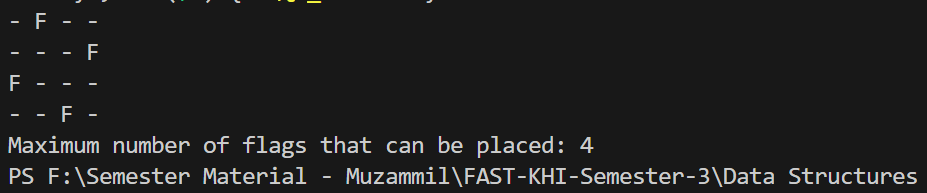 - F - -
- - - F
F - - -
- - F -
Maximum number of flags that can be placed: 4
PS F:\Semester Material - Muzammil\FAST-KHI-Semester-3\Data Structures